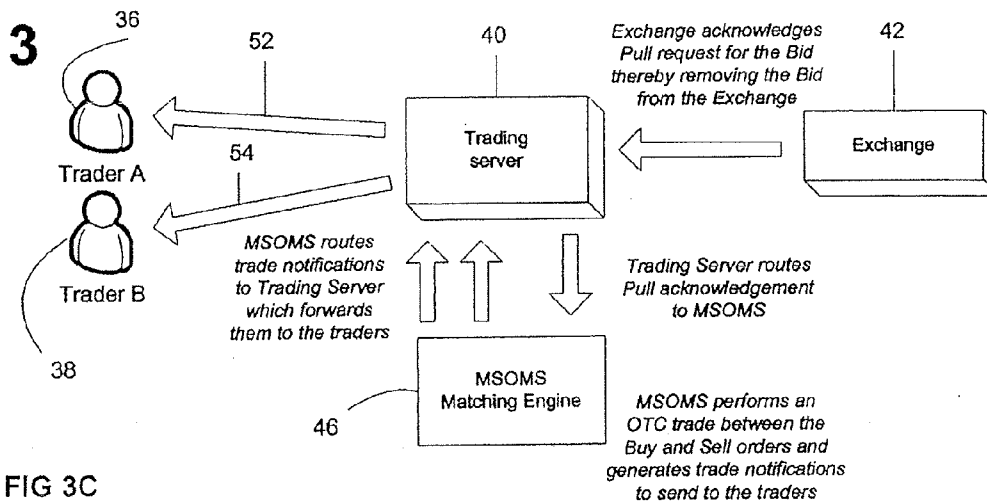 3
36
52
40
Exchange acknowledges
Pull request for the Bid
thereby removing the Bid
from the Exchange
42
Trading
server
Exchange
Trader A
54
Trader B
38
MSOMS routes
trade notifications
to Trading Server
which forwards
them to the traders
Trading Server routes
Pull acknowledgement
to MSOMS
MSOMS
Matching Engine
46
MSOMS performs an
OTC trade between the
Buy and Sell orders and
generates trade notifications
to send to the traders
FIG 3C